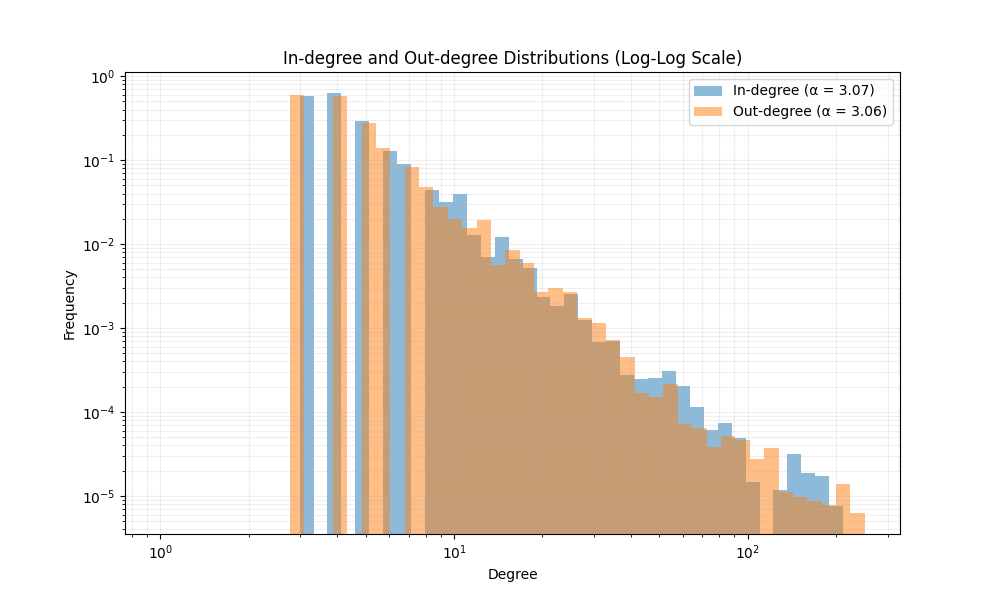 In-degree and Out-degree Distributions (Log-Log Scale)
In-degree (α = 3.07)
Out-degree (α = 3.06)
Frequency
10⁰
10⁻¹
10⁻²
10⁻³
10⁻⁴
10⁻⁵
10⁰ 10¹ 10²
Degree